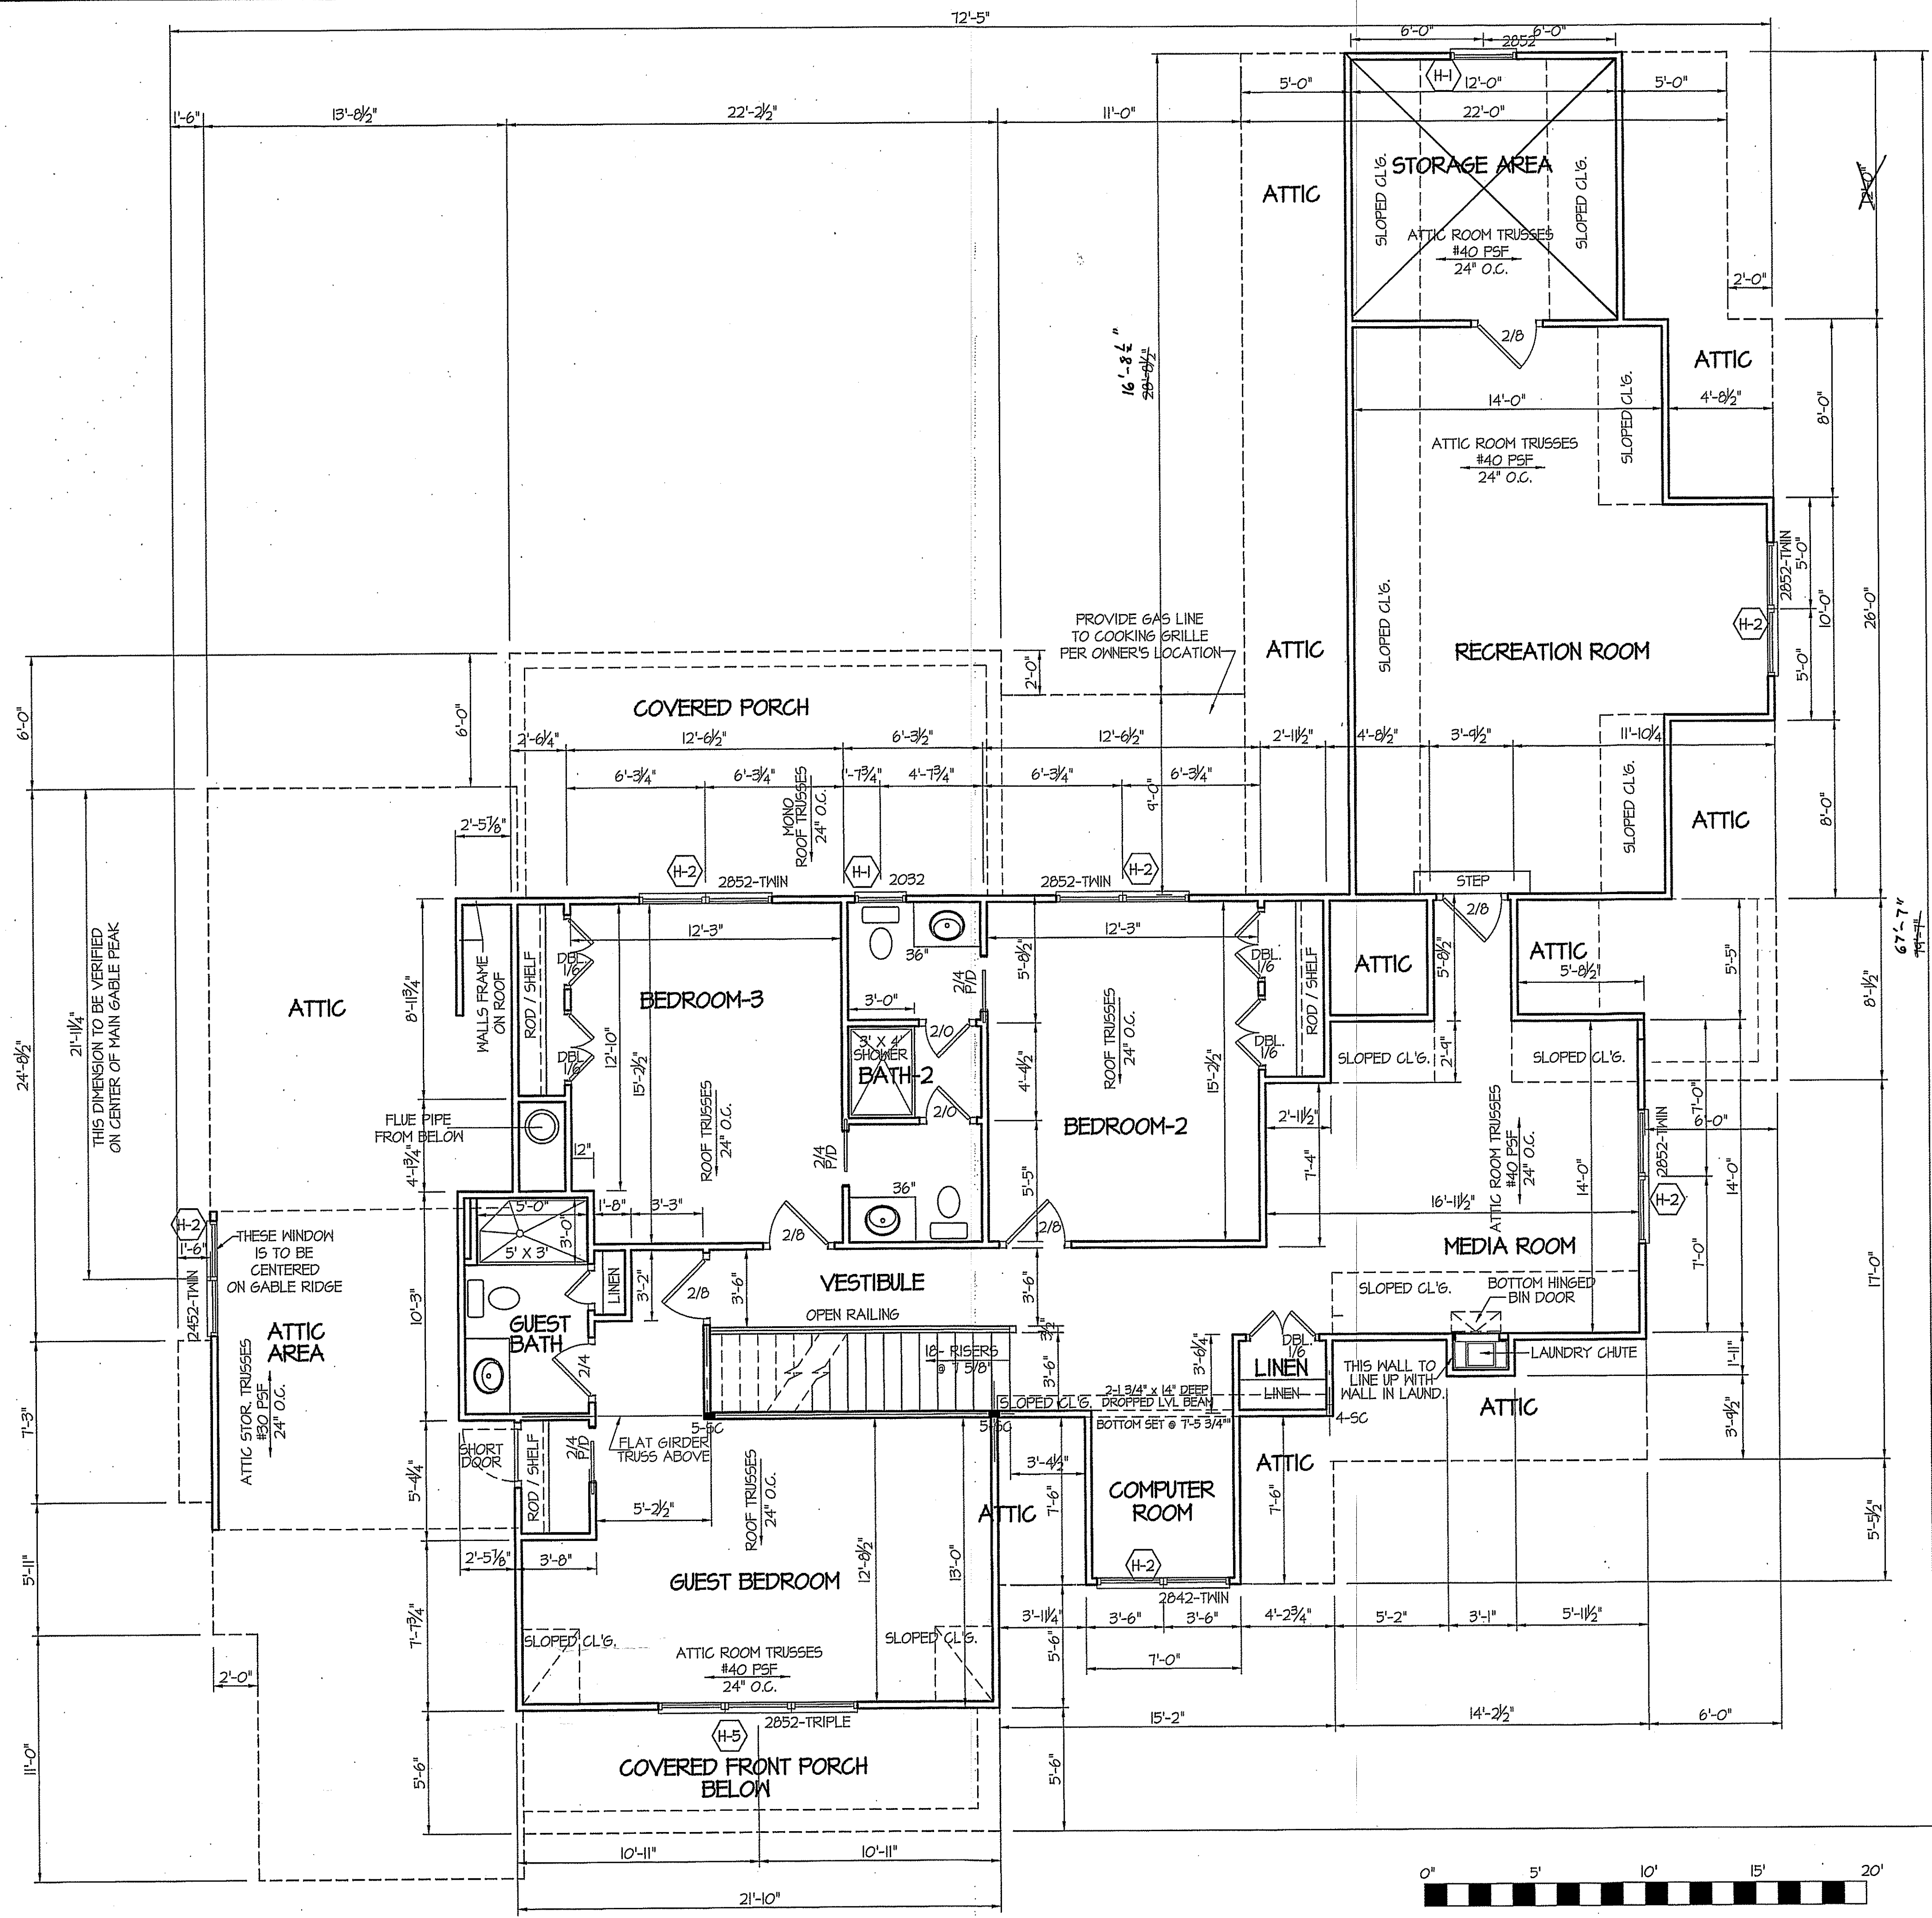 72'-5"
6'-0"
6'-0"
2852
H-1
5'-0"
12'-0"
5'-0"
1'-6"
13'-8½"
22'-2½"
11'-0"
22'-0"
STORAGE AREA
ATTIC
SLOPED CL'G.
SLOPED CL'G.
12'-0"
ATTIC ROOM TRUSSES
#40 PSF
24" O.C.
2'-0"
2/8
16'-8½"
28'-8½"
ATTIC
SLOPED CL'G.
14'-0"
4'-8½"
8'-0"
ATTIC ROOM TRUSSES
#40 PSF
24" O.C.
2852-TWIN
5'-0"
10'-0"
26'-0"
H-2
5'-0"
SLOPED CL'G.
PROVIDE GAS LINE
TO COOKING GRILLE
PER OWNER'S LOCATION
ATTIC
RECREATION ROOM
6'-0"
6'-0"
2'-0"
COVERED PORCH
2'-6¼"
12'-6½"
6'-3½"
12'-6½"
2'-11½"
4'-8½"
3'-9½"
11'-10¼
6'-3¼"
6'-3¼"
1'-7¾"
4'-7¾"
6'-3¼"
6'-3¼"
9'-0"
MONO
ROOF TRUSSES
24" O.C.
SLOPED CL'G.
ATTIC
8'-0"
2'-5⅞"
H-2
2852-TWIN
H-1
2032
2852-TWIN
H-2
STEP
2/8
67'-7"
79'-7"
THIS DIMENSION TO BE VERIFIED
ON CENTER OF MAIN GABLE PEAK
21'-11¼"
24'-8½"
ATTIC
8'-11¾"
WALLS FRAME
ON ROOF
ROD / SHELF
DBL.
1/6
12'-3"
BEDROOM-3
12'-10"
15'-2½"
DBL.
1/6
36"
2/4
P/D
3'-0"
2/0
3' X 4'
SHOWER
BATH-2
2/0
5'-8½"
4'-4½"
5'-5"
12'-3"
ROOF TRUSSES
24" O.C.
15'-2½"
BEDROOM-2
DBL.
1/6
DBL.
1/6
ROD / SHELF
ATTIC
5'-8½"
ATTIC
5'-8½"
5'-5"
8'-1½"
SLOPED CL'G.
2'-9"
SLOPED CL'G.
FLUE PIPE
FROM BELOW
4'-1¾"
12"
ROOF TRUSSES
24" O.C.
2/4
P/D
36"
2'-11½"
7'-4"
ATTIC ROOM TRUSSES
#40 PSF
24" O.C.
14'-0"
2852-TWIN
7'-0"
6'-0"
14'-0"
H-2
16'-11½"
MEDIA ROOM
7'-0"
17'-0"
H-2
1'-6"
THESE WINDOW
IS TO BE
CENTERED
ON GABLE RIDGE
2452-TWIN
5'-0"
3'-0"
5' X 3'
1'-8"
3'-3"
2/8
2/8
LINEN
3'-2"
2/8
3'-6"
VESTIBULE
OPEN RAILING
3'-6"
3½"
SLOPED CL'G.
BOTTOM HINGED
BIN DOOR
10'-3"
GUEST
BATH
2/4
ATTIC
AREA
ATTIC STOR. TRUSSES
#30 PSF
24" O.C.
7'-3"
18- RISERS
@ 7 5/8"
3'-6"
3'-6¼"
DBL.
1/6
LINEN
LINEN
THIS WALL TO
LINE UP WITH
WALL IN LAUND.
LAUNDRY CHUTE
1'-11"
ATTIC
3'-9½"
SLOPED CL'G.
2-1 3/4" x 14" DEEP
DROPPED LVL BEAM
BOTTOM SET @ 7'-5 3/4"
4-SC
SHORT
DOOR
5'-4¼"
ROD / SHELF
2/4
P/D
FLAT GIRDER
TRUSS ABOVE
5-SC
5-SC
5'-2½"
ROOF TRUSSES
24" O.C.
3'-4½"
7'-6"
ATTIC
COMPUTER
ROOM
ATTIC
7'-6"
5'-5½"
2'-5⅞"
3'-8"
GUEST BEDROOM
12'-8½"
13'-0"
H-2
2842-TWIN
5'-11"
7'-7¾"
SLOPED CL'G.
ATTIC ROOM TRUSSES
#40 PSF
24" O.C.
SLOPED CL'G.
3'-11¼"
3'-6"
3'-6"
4'-2¾"
5'-2"
3'-1"
5'-11½"
5'-6"
7'-0"
2'-0"
2852-TRIPLE
H-5
15'-2"
14'-2½"
6'-0"
COVERED FRONT PORCH
BELOW
11'-0"
5'-6"
5'-6"
10'-11"
10'-11"
21'-10"
0"
5'
10'
15'
20'